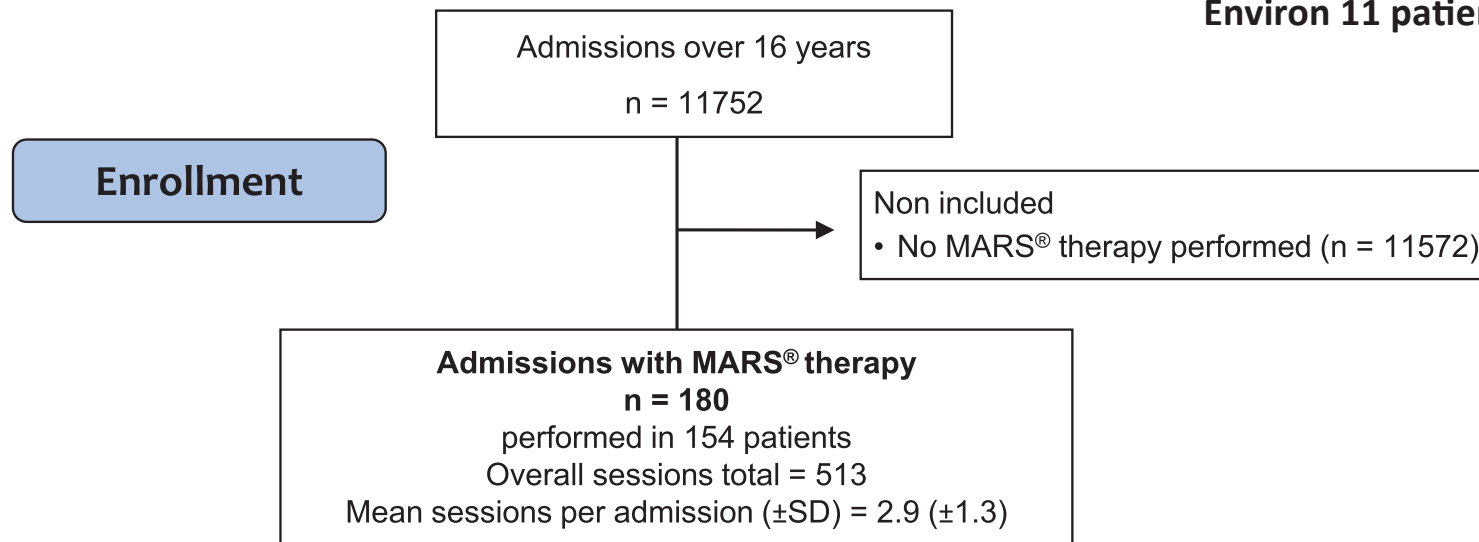 Environ 11
Admissions over 16 years
n = 11752
Enrollment
Non included
• No MARS® therapy performed (n = 11572)
Admissions with MARS® therapy
n = 180
performed in 154 patients
Overall sessions total = 513
Mean sessions per admission (±SD) = 2.9 (±1.3)